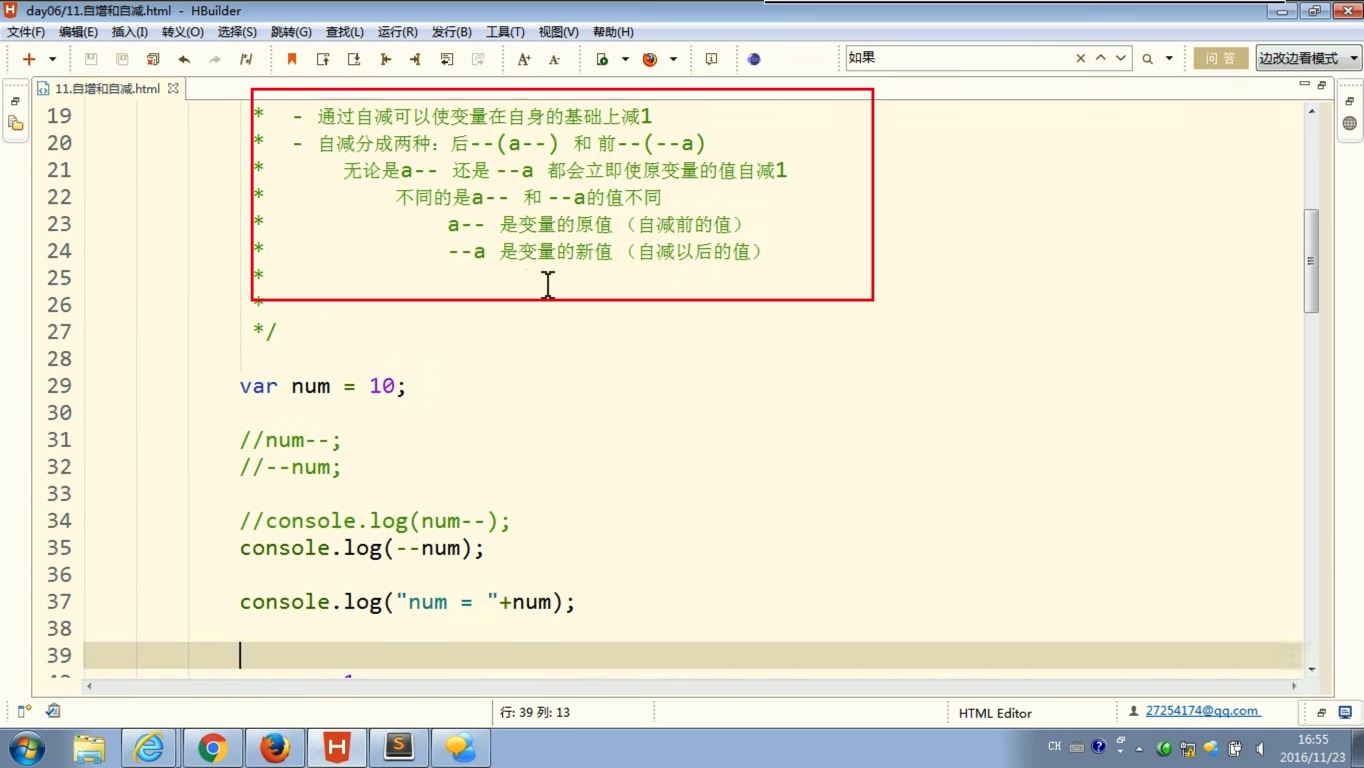 day06/11.自增和自减.html - HBuilder
文件(F) 编辑(E) 插入(I) 转义(O) 选择(S) 跳转(G) 查找(L) 运行(R) 发行(B) 工具(T) 视图(V) 帮助(H)
如果
问 答
边改边看模式
11.自增和自减.html
19 * - 通过自减可以使变量在自身的基础上减1
20 * - 自减分成两种：后--(a--) 和 前--(--a)
21 * 无论是a-- 还是 --a 都会立即使原变量的值自减1
22 * 不同的是a-- 和 --a的值不同
23 * a-- 是变量的原值 （自减前的值）
24 * --a 是变量的新值 （自减以后的值）
25 *
26 *
27 */
28
29 var num = 10;
30
31 //num--;
32 //--num;
33
34 //console.log(num--);
35 console.log(--num);
36
37 console.log("num = "+num);
38
39
行: 39 列: 13
HTML Editor
27254174@qq.com
CH
16:55
2016/11/23